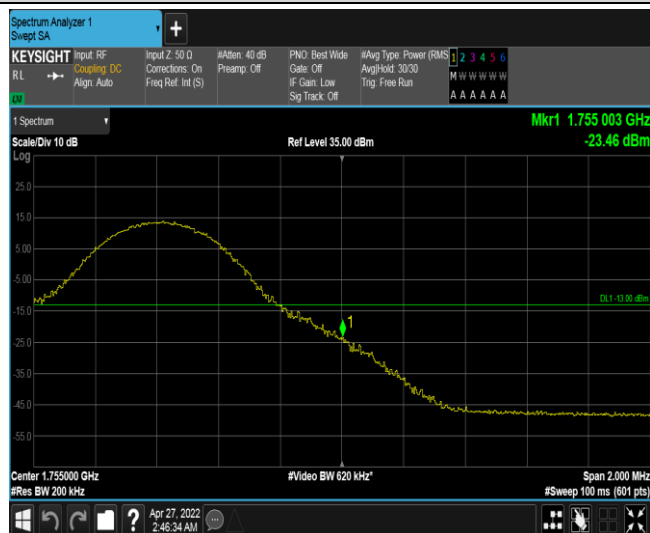 Spectrum Analyzer 1
Swept SA
+
KEYSIGHT Input: RF Input Z: 50 Ω #Atten: 40 dB PNO: Best Wide #Avg Type: Power (RMS 1 2 3 4 5 6
RL Coupling: DC Corrections: On Preamp: Off Gate: Off Avg|Hold: 30/30 M W W W W W
Align: Auto Freq Ref: Int (S) IF Gain: Low Trig: Free Run
Sig Track: Off A A A A A A
1 Spectrum
Mkr1 1.755 003 GHz
Scale/Div 10 dB Ref Level 35.00 dBm -23.46 dBm
Log
25.0
15.0
5.00
-5.00
DL1 -13.00 dBm
-15.0
1
-25.0
-35.0
-45.0
-55.0
Center 1.755000 GHz #Video BW 620 kHz* Span 2.000 MHz
#Res BW 200 kHz #Sweep 100 ms (601 pts)
? Apr 27, 2022
2:46:34 AM